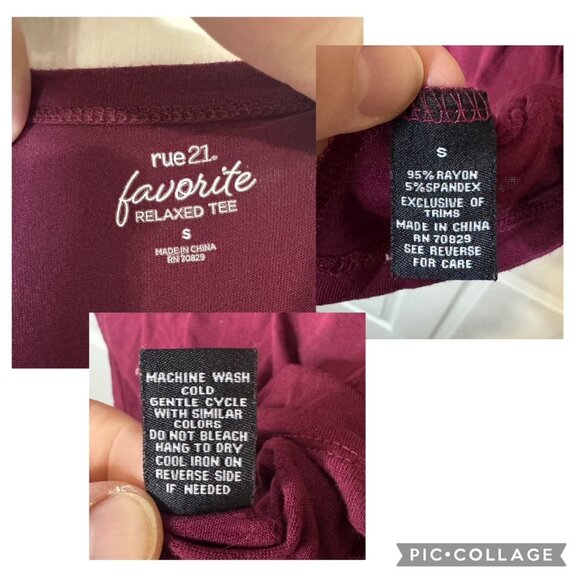 rue21®
favorite
RELAXED TEE
S
MADE IN CHINA
RN 70829
S
95% RAYON
5% SPANDEX
EXCLUSIVE OF
TRIMS
MADE IN CHINA
RN 70829
SEE REVERSE
FOR CARE
MACHINE WASH
COLD
GENTLE CYCLE
WITH SIMILAR
COLORS
DO NOT BLEACH
HANG TO DRY
COOL IRON ON
REVERSE SIDE
IF NEEDED
PIC•COLLAGE